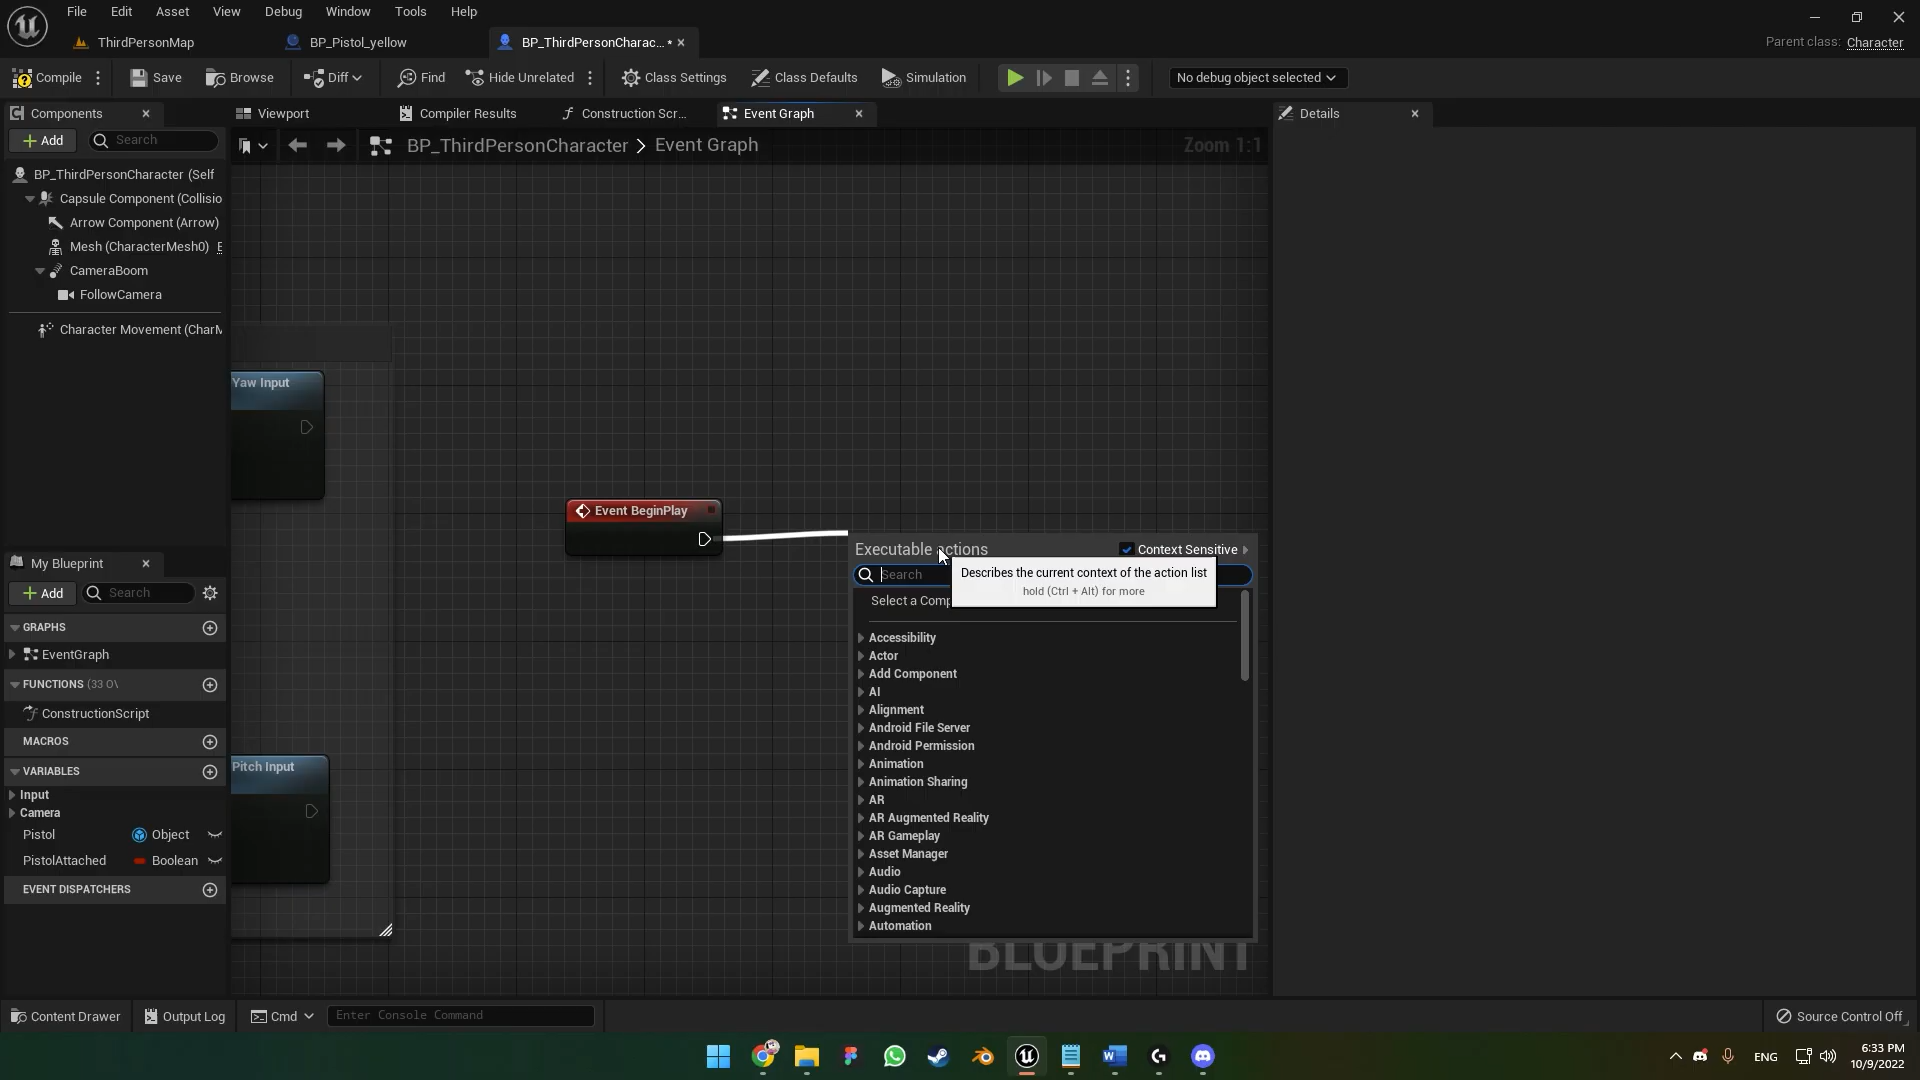 File Edit Asset View Debug Window Tools Help
ThirdPersonMap BP_Pistol_yellow BP_ThirdPersonCharac... *
Parent class: Character
Compile Save Browse Diff Find Hide Unrelated Class Settings Class Defaults Simulation No debug object selected
Components
Viewport Compiler Results Construction Scr... Event Graph
Details
Add Search
BP_ThirdPersonCharacter > Event Graph
Zoom 1:1
BP_ThirdPersonCharacter (Self
Capsule Component (Collisio
Arrow Component (Arrow)
Mesh (CharacterMesh0) E
CameraBoom
FollowCamera
Character Movement (CharM
Yaw Input
Event BeginPlay
Executable actions
Context Sensitive
Search
Describes the current context of the action list
hold (Ctrl + Alt) for more
Select a Comp
Accessibility
Actor
Add Component
AI
Alignment
Android File Server
Android Permission
Animation
Animation Sharing
AR
AR Augmented Reality
AR Gameplay
Asset Manager
Audio
Audio Capture
Augmented Reality
Automation
Pitch Input
BLUEPRINT
My Blueprint
Add Search
GRAPHS
EventGraph
FUNCTIONS (33 OV
ConstructionScript
MACROS
VARIABLES
Input
Camera
Pistol Object
PistolAttached Boolean
EVENT DISPATCHERS
Content Drawer Output Log Cmd Enter Console Command
Source Control Off
ENG
6:33 PM
10/9/2022